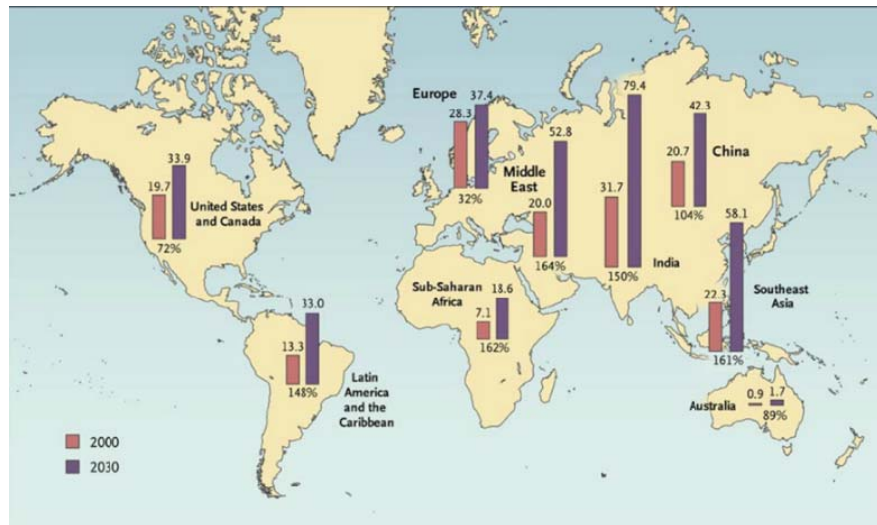 Europe
28.3
37.4
32%
Middle
East
20.0
52.8
164%
31.7
79.4
150%
India
20.7
42.3
China
104%
19.7
33.9
United States
and Canada
72%
Sub-Saharan
Africa
7.1
18.6
162%
22.3
58.1
Southeast
Asia
161%
13.3
33.0
148%
Latin
America
and the
Caribbean
Australia
0.9
1.7
89%
2000
2030